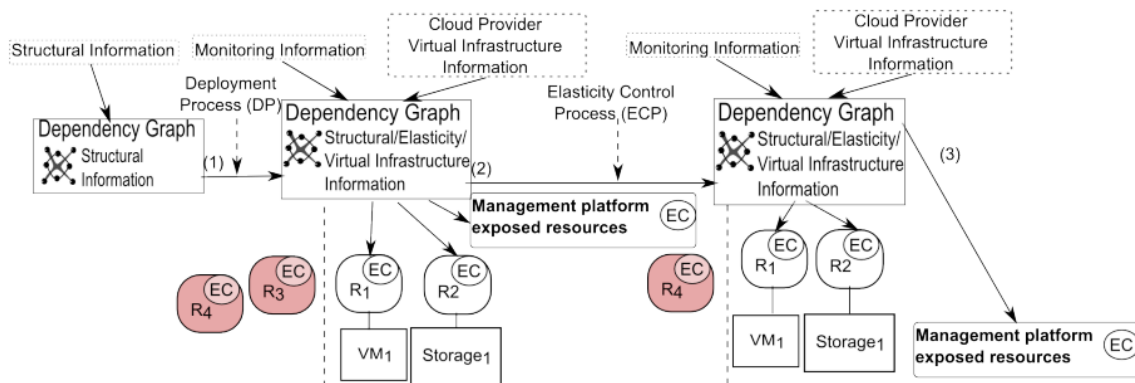 Structural Information
Monitoring Information
Cloud Provider
Virtual Infrastructure
Information
Deployment
Process (DP)
Dependency Graph
Structural
Information
(1)
Dependency Graph
Structural/Elasticity/
Virtual Infrastructure
Information
(2)
Elasticity Control
Process (ECP)
Monitoring Information
Cloud Provider
Virtual Infrastructure
Information
Dependency Graph
Structural/Elasticity/
Virtual Infrastructure
Information
(3)
Management platform
exposed resources
EC
EC
R4
EC
R3
EC
R1
EC
R2
VM1
Storage1
EC
R4
EC
R1
EC
R2
VM1
Storage1
Management platform
exposed resources
EC